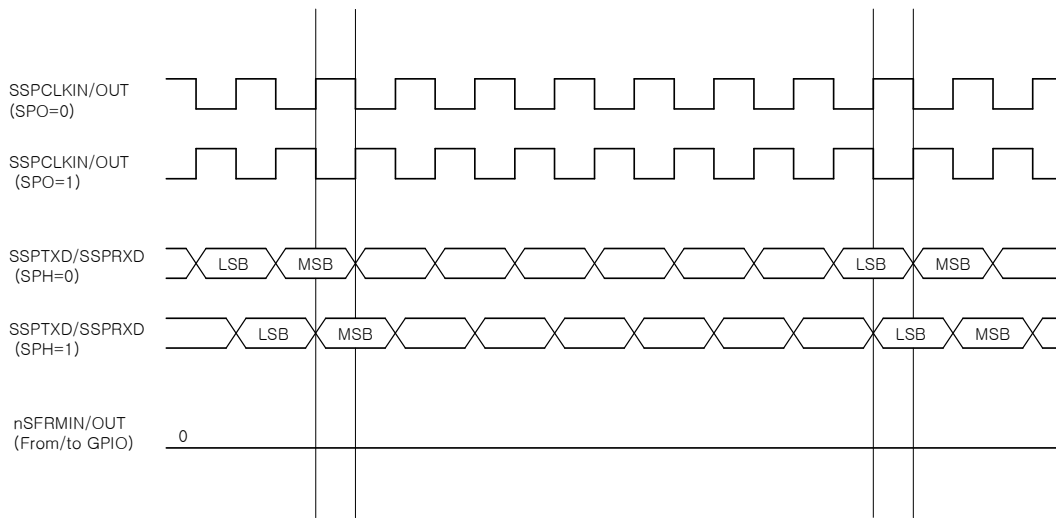 SSPCLKIN/OUT
(SPO=0)
SSPCLKIN/OUT
(SPO=1)
SSPTXD/SSPRXD
(SPH=0)
LSB
MSB
LSB
MSB
SSPTXD/SSPRXD
(SPH=1)
LSB
MSB
LSB
MSB
nSFRMIN/OUT
(From/to GPIO)
0